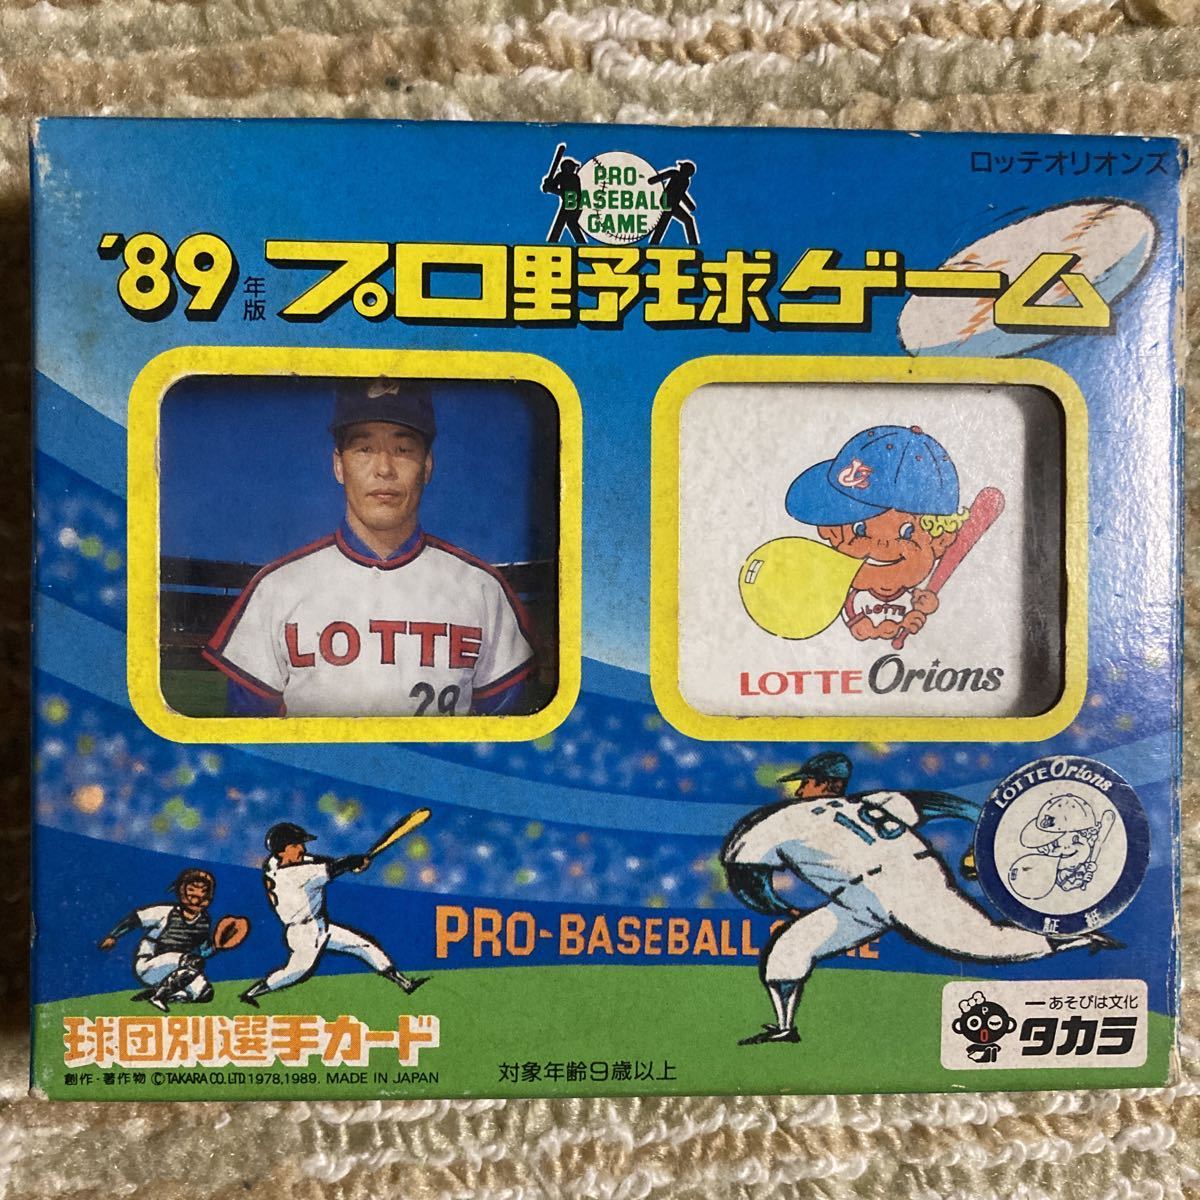 ロッテオリオンズ
PRO-
BASEBALL
GAME
'89年版 プロ野球ゲーム
LOTTE
29
LOTTE
LOTTE Orions
LOTTE Orions
証紙
PRO-BASEBALL
球団別選手カード
創作・著作物 ©TAKARA CO.,LTD. 1978, 1989. MADE IN JAPAN
対象年齢9歳以上
ーあそびは文化
タカラ